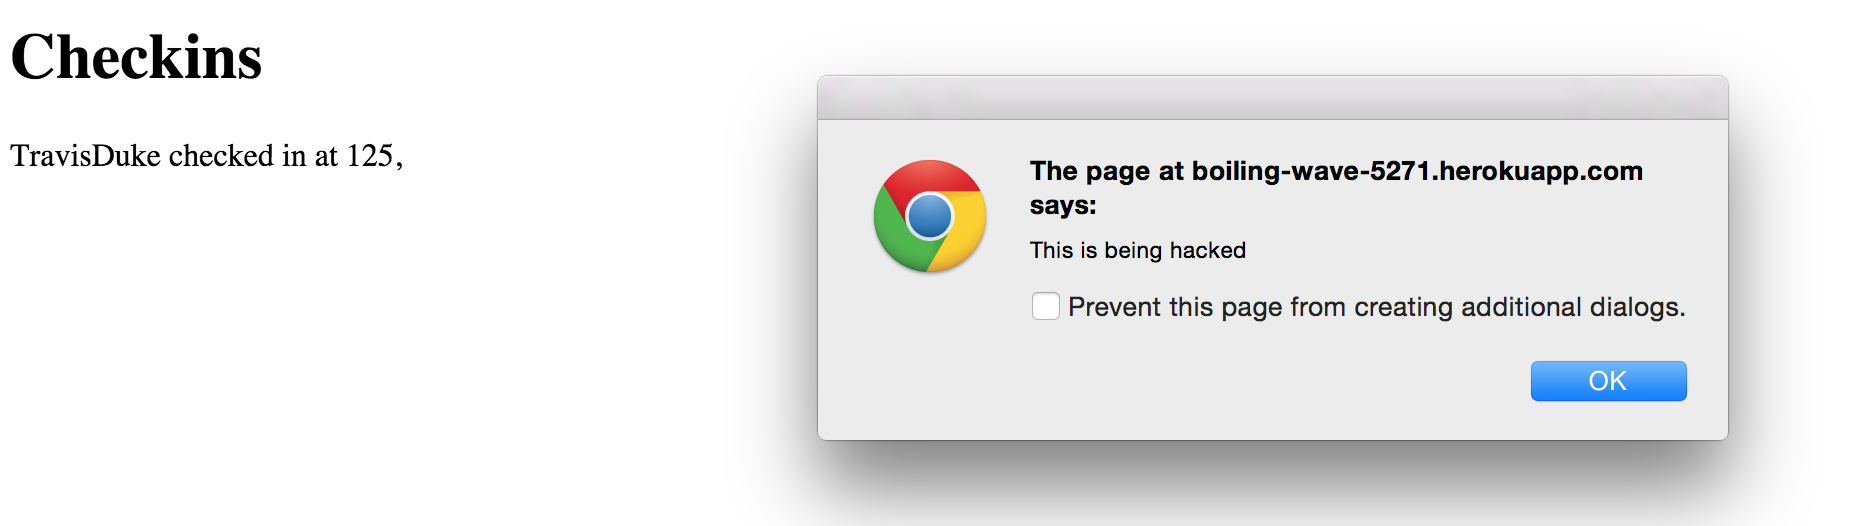 Checkins
TravisDuke checked in at 125,
The page at boiling-wave-5271.herokuapp.com
says:
This is being hacked
Prevent this page from creating additional dialogs.
OK